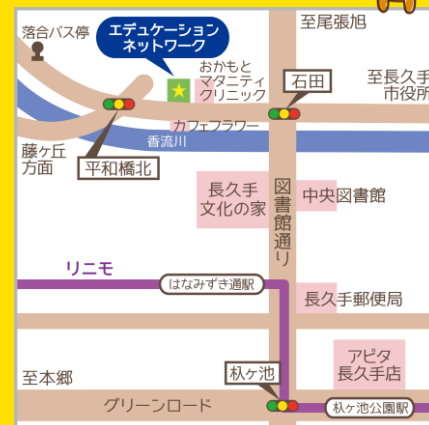 落合バス停
エデュケーション
ネットワーク
至尾張旭
おかもと
マタニティ
クリニック
石田
至長久手
市役所
カフェフラワー
香流川
藤ヶ丘
方面
平和橋北
長久手
文化の家
図書館通り
中央図書館
リニモ
はなみずき通駅
長久手郵便局
アピタ
長久手店
杁ヶ池
至本郷
グリーンロード
杁ヶ池公園駅